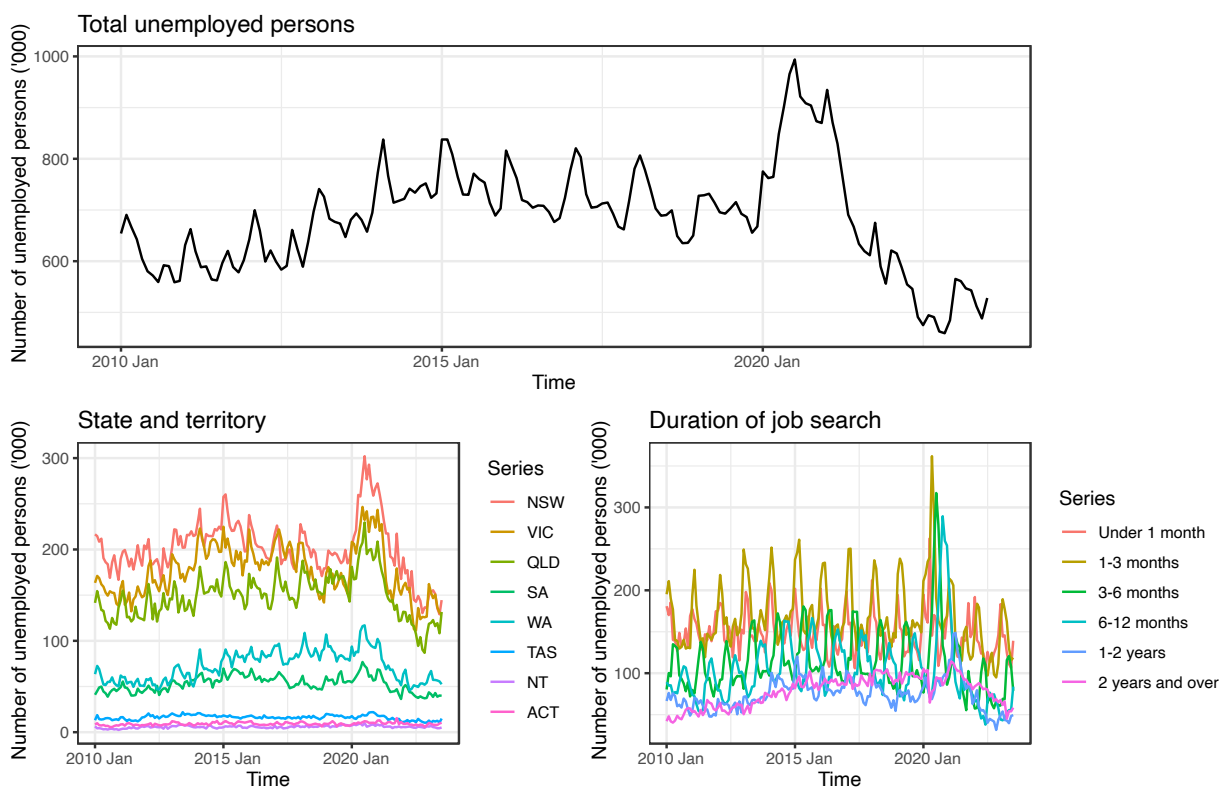 Total unemployed persons
Number of unemployed persons ('000)
1000
800
600
2010 Jan
2015 Jan
2020 Jan
Time
State and territory
Number of unemployed persons ('000)
300
200
100
0
2010 Jan
2015 Jan
2020 Jan
Time
Series
NSW
VIC
QLD
SA
WA
TAS
NT
ACT
Duration of job search
Number of unemployed persons ('000)
300
200
100
2010 Jan
2015 Jan
2020 Jan
Time
Series
Under 1 month
1-3 months
3-6 months
6-12 months
1-2 years
2 years and over